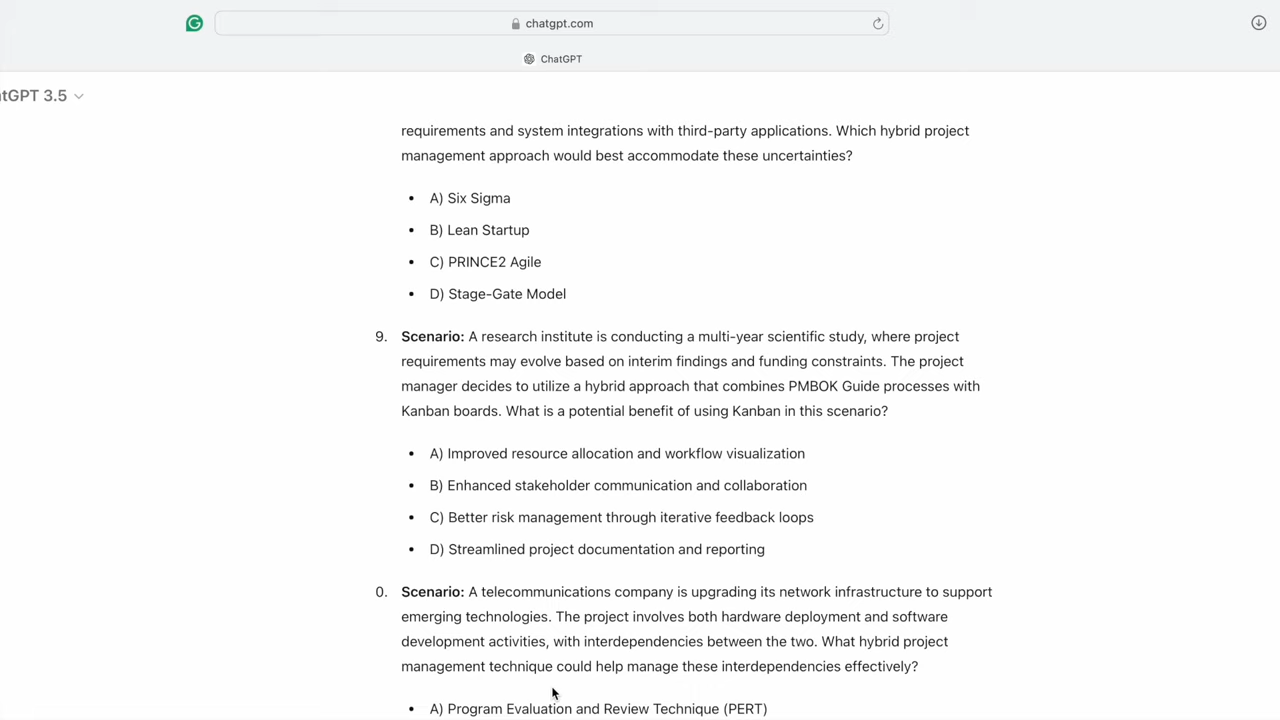 chatgpt.com
ChatGPT
tGPT 3.5
requirements and system integrations with third-party applications. Which hybrid project
management approach would best accommodate these uncertainties?
• A) Six Sigma
• B) Lean Startup
• C) PRINCE2 Agile
• D) Stage-Gate Model
9. Scenario: A research institute is conducting a multi-year scientific study, where project
requirements may evolve based on interim findings and funding constraints. The project
manager decides to utilize a hybrid approach that combines PMBOK Guide processes with
Kanban boards. What is a potential benefit of using Kanban in this scenario?
• A) Improved resource allocation and workflow visualization
• B) Enhanced stakeholder communication and collaboration
• C) Better risk management through iterative feedback loops
• D) Streamlined project documentation and reporting
0. Scenario: A telecommunications company is upgrading its network infrastructure to support
emerging technologies. The project involves both hardware deployment and software
development activities, with interdependencies between the two. What hybrid project
management technique could help manage these interdependencies effectively?
• A) Program Evaluation and Review Technique (PERT)